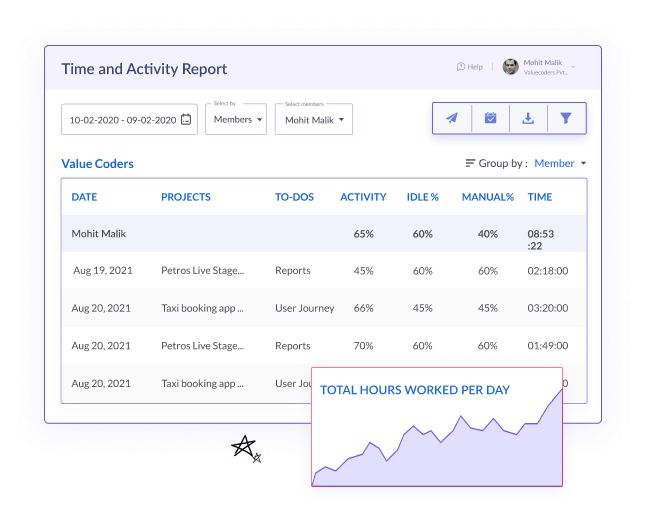 Time and Activity Report
Help
Mohit Malik
Valuecoders Pvt...
Select by
Select members
10-02-2020 - 09-02-2020
Members
Mohit Malik
Value Coders
Group by : Member
DATE PROJECTS TO-DOS ACTIVITY IDLE % MANUAL% TIME
Mohit Malik 65% 60% 40% 08:53
:22
Aug 19, 2021 Petros Live Stage... Reports 45% 60% 60% 02:18:00
Aug 20, 2021 Taxi booking app ... User Journey 66% 45% 45% 03:20:00
Aug 20, 2021 Petros Live Stage... Reports 70% 60% 60% 01:49:00
Aug 20, 2021 Taxi booking app ... User
TOTAL HOURS WORKED PER DAY